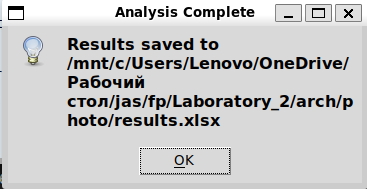 Analysis Complete
Results saved to
/mnt/c/Users/Lenovo/OneDrive/
Рабочий
стол/jas/fp/Laboratory_2/arch/p
hoto/results.xlsx
OK